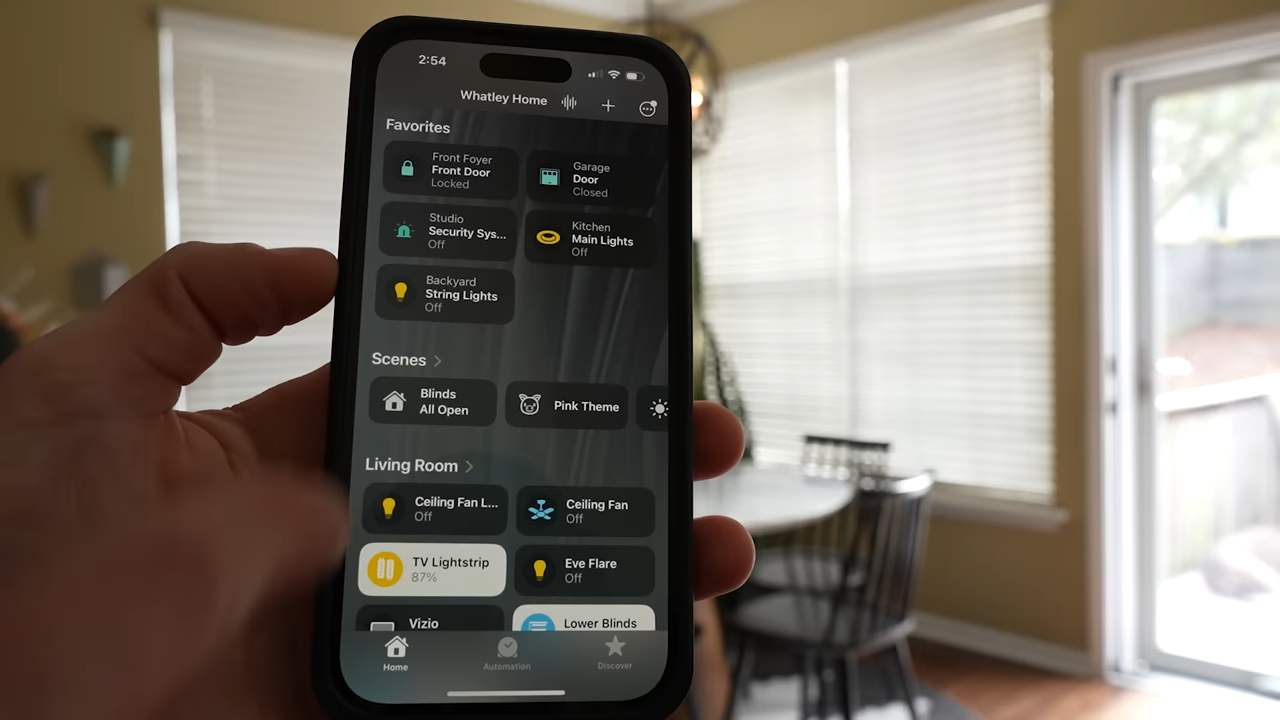 2:54
Whatley Home
Favorites
Front Foyer
Front Door
Locked
Garage
Door
Closed
Studio
Security Sys...
Off
Kitchen
Main Lights
Off
Backyard
String Lights
Off
Scenes
Blinds
All Open
Pink Theme
Living Room
Ceiling Fan L...
Off
Ceiling Fan
Off
TV Lightstrip
87%
Eve Flare
Off
Vizio
Lower Blinds
Home
Automation
Discover